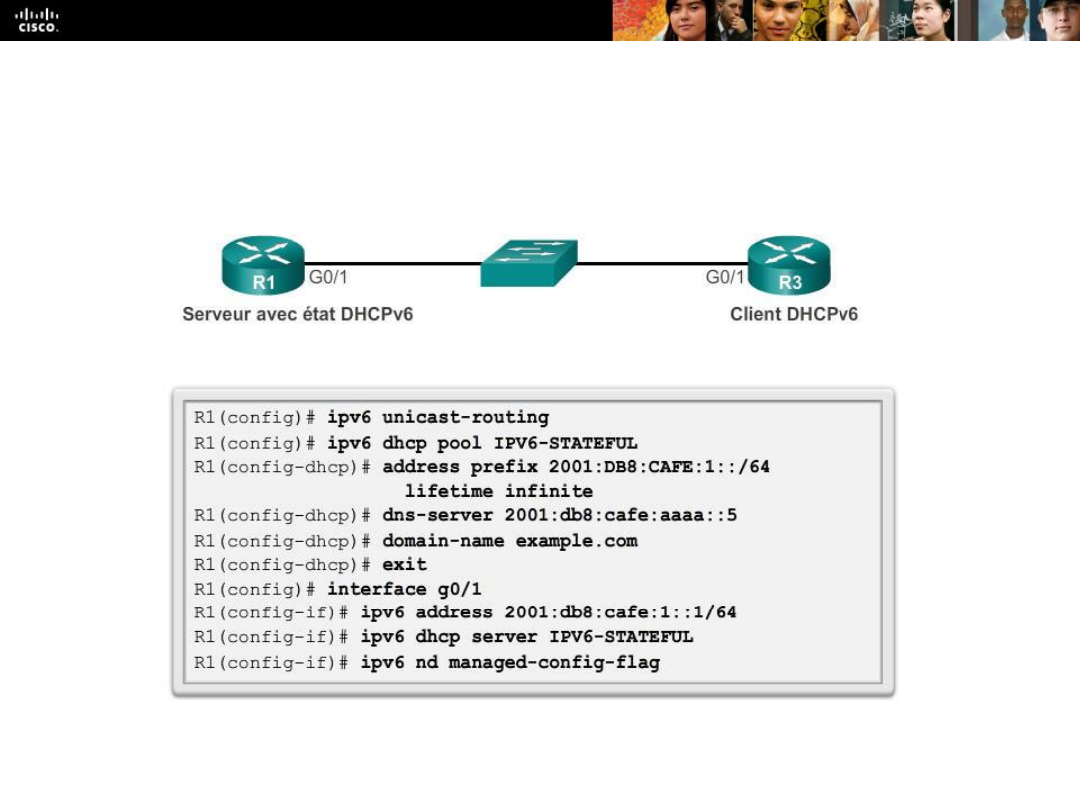 cisco.
R1
G0/1
G0/1
R3
Serveur avec état DHCPv6
Client DHCPv6
R1(config)# ipv6 unicast-routing
R1(config)# ipv6 dhcp pool IPV6-STATEFUL
R1(config-dhcp)# address prefix 2001:DB8:CAFE:1::/64
lifetime infinite
R1(config-dhcp)# dns-server 2001:db8:cafe:aaaa::5
R1(config-dhcp)# domain-name example.com
R1(config-dhcp)# exit
R1(config)# interface g0/1
R1(config-if)# ipv6 address 2001:db8:cafe:1::1/64
R1(config-if)# ipv6 dhcp server IPV6-STATEFUL
R1(config-if)# ipv6 nd managed-config-flag